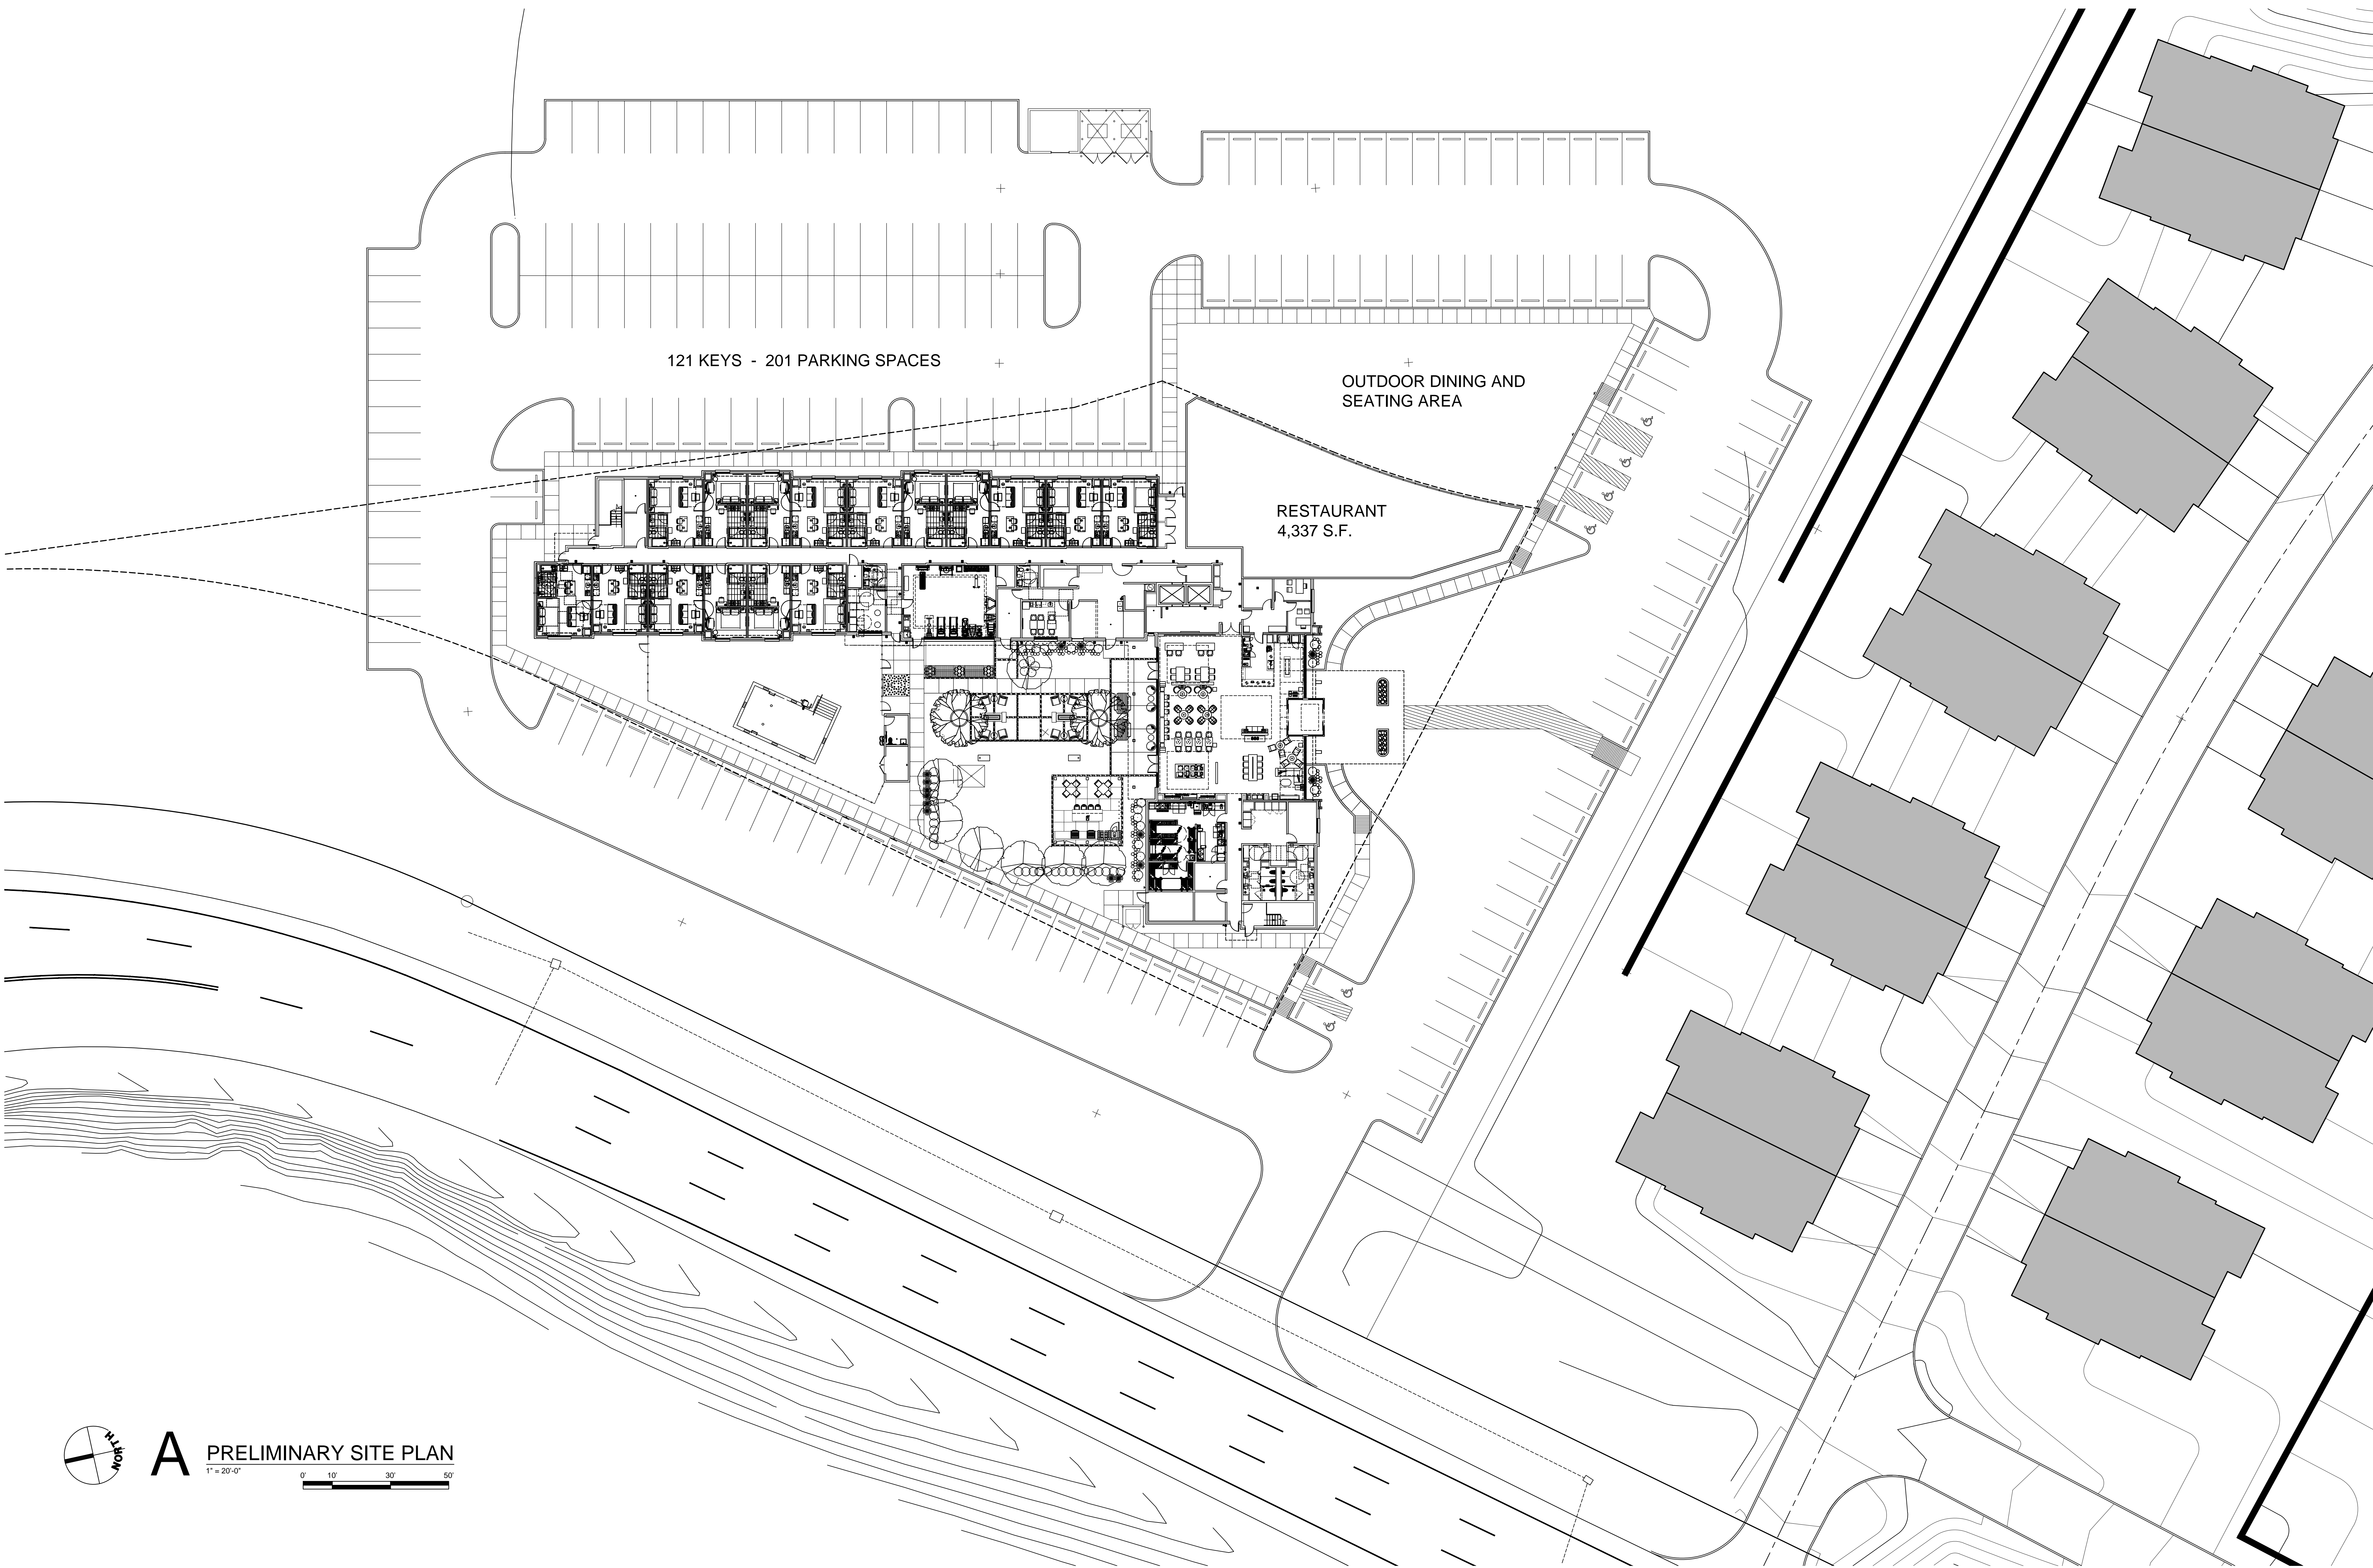 121 KEYS - 201 PARKING SPACES
OUTDOOR DINING AND
SEATING AREA
RESTAURANT
4,337 S.F.
NORTH
A
PRELIMINARY SITE PLAN
1" = 20'-0"
0' 10' 30' 50'